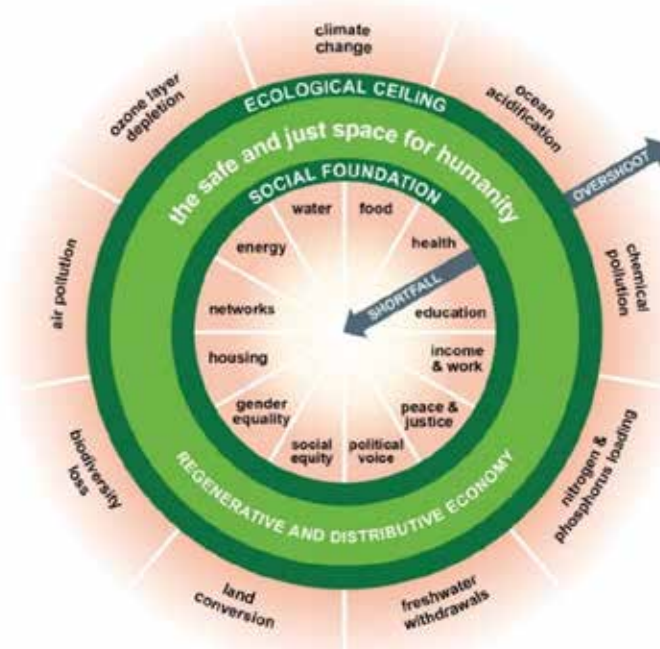 climate
change
ocean
acidification
chemical
pollution
nitrogen &
phosphorus loading
freshwater
withdrawals
land
conversion
biodiversity
loss
air pollution
ozone layer
depletion
ECOLOGICAL CEILING
the safe and just space for humanity
SOCIAL FOUNDATION
OVERSHOOT
SHORTFALL
water
food
health
education
income
& work
peace &
justice
political
voice
social
equity
gender
equality
housing
networks
energy
REGENERATIVE AND DISTRIBUTIVE ECONOMY